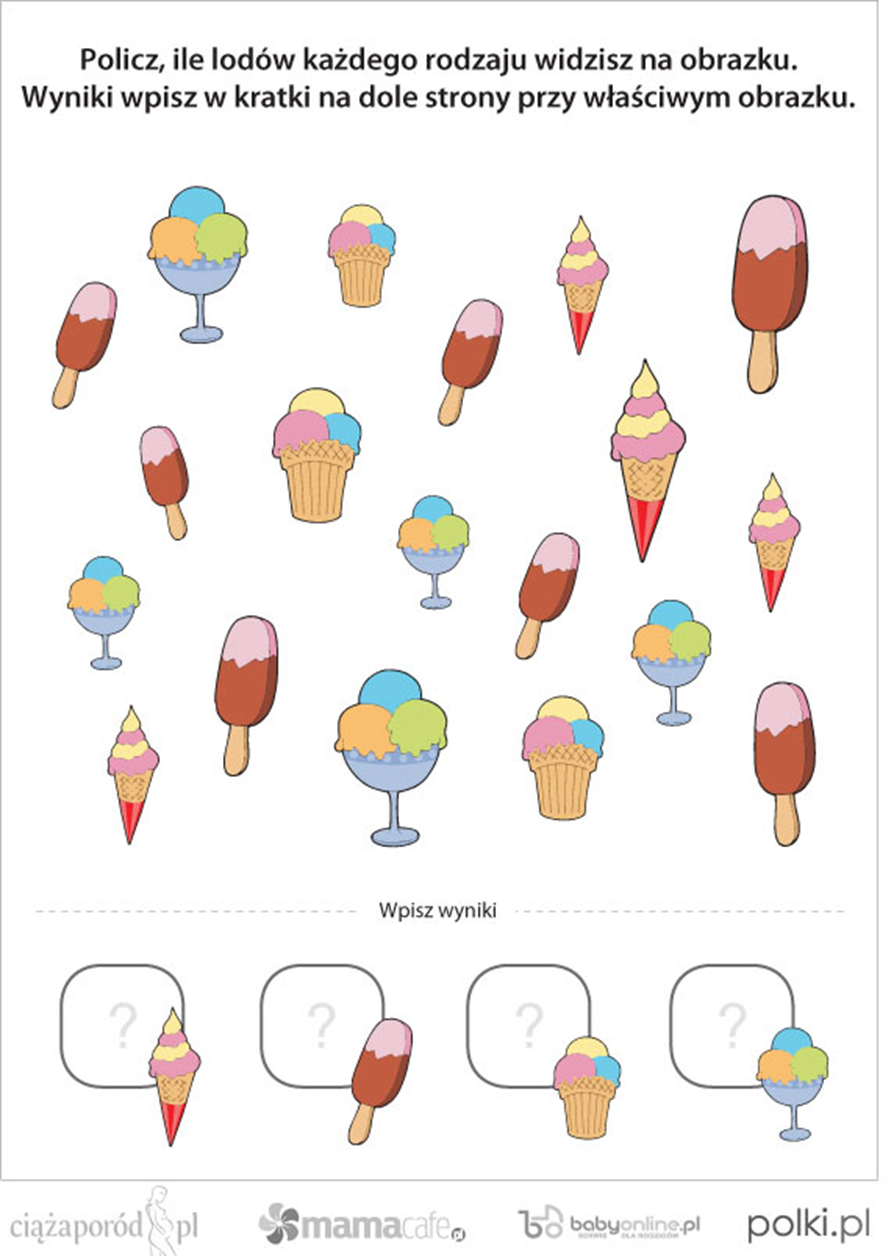 Policz, ile lodów każdego rodzaju widzisz na obrazku.
Wyniki wpisz w kratki na dole strony przy właściwym obrazku.
Wpisz wyniki
? ? ? ?
ciążaporód.pl mamacafe.pl babyonline.pl polki.pl